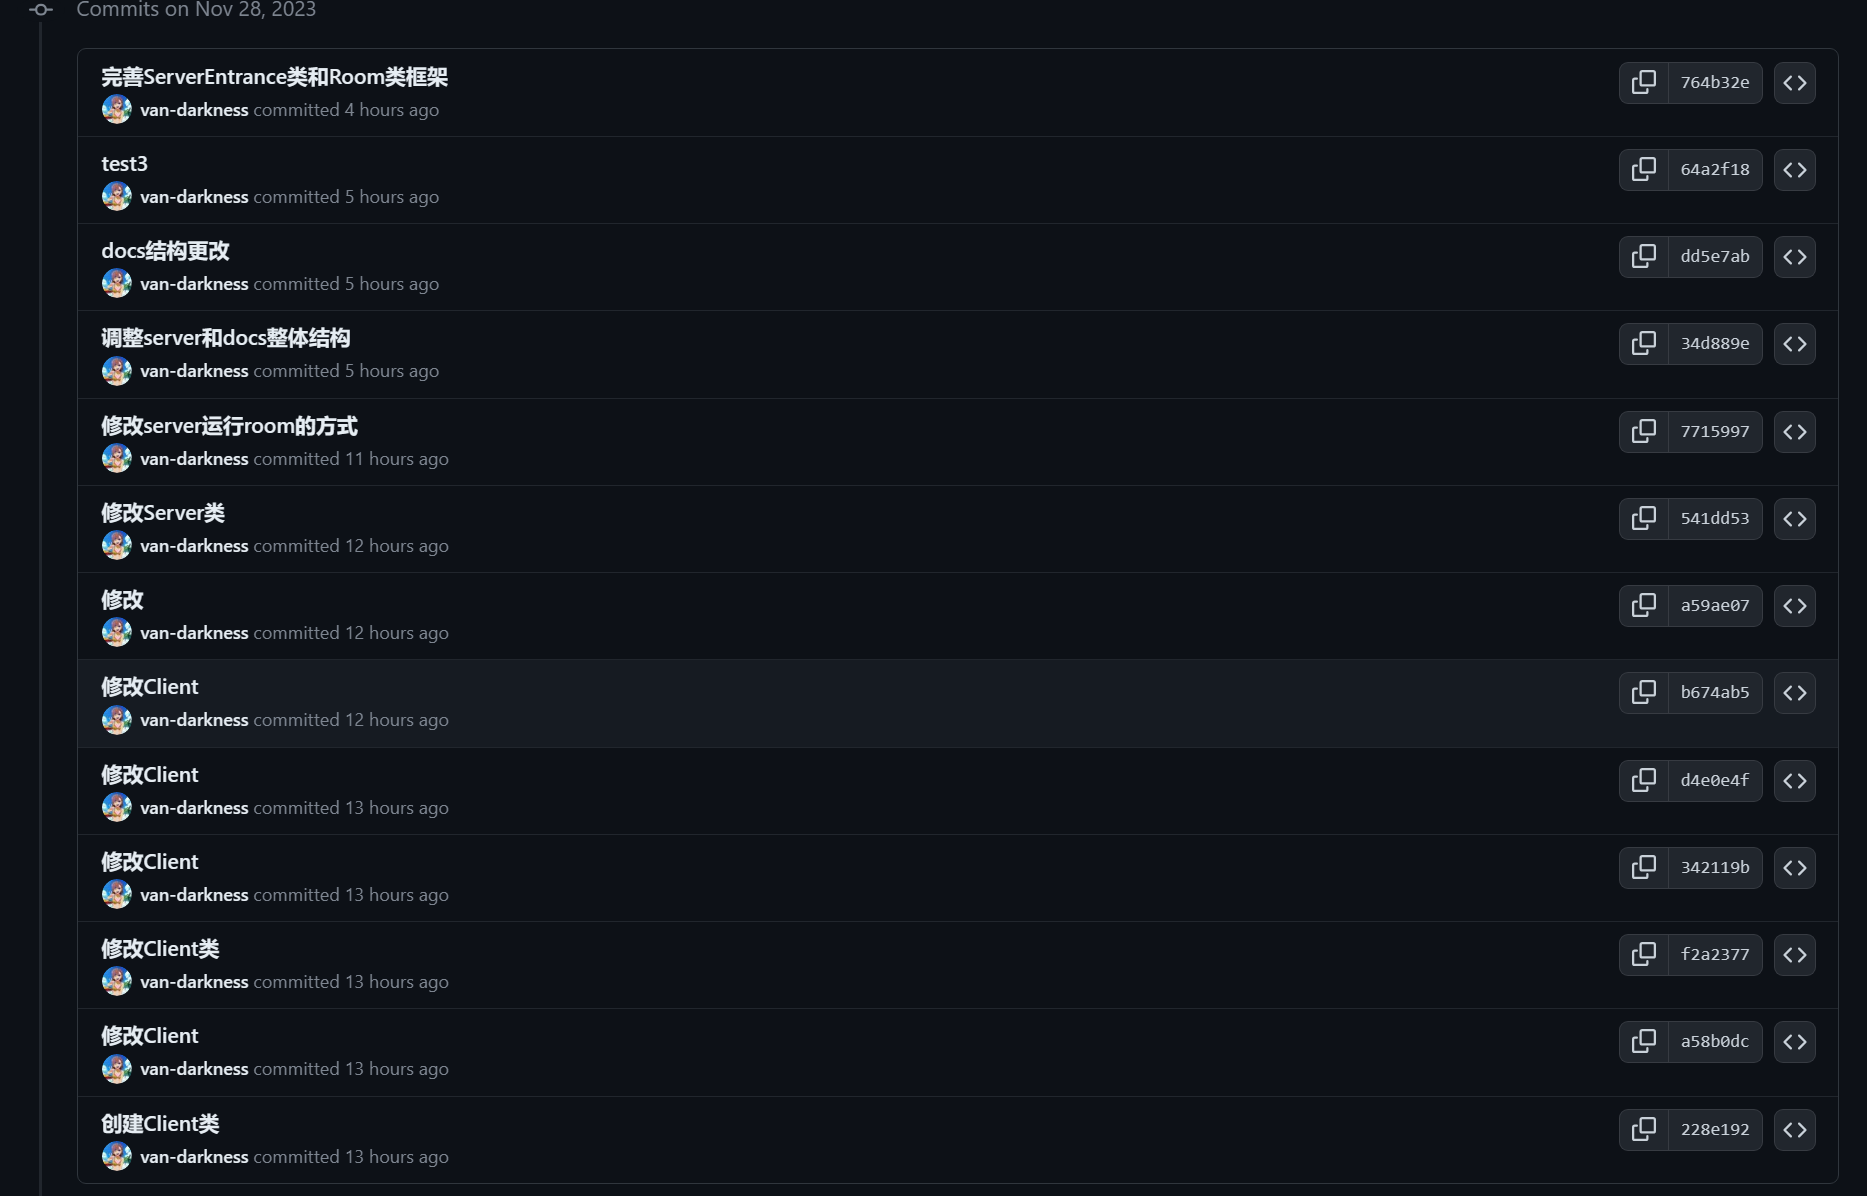 Commits on Nov 28, 2023
完善ServerEntrance类和Room类框架
van-darkness committed 4 hours ago
764b32e
test3
van-darkness committed 5 hours ago
64a2f18
docs结构更改
van-darkness committed 5 hours ago
dd5e7ab
调整server和docs整体结构
van-darkness committed 5 hours ago
34d889e
修改server运行room的方式
van-darkness committed 11 hours ago
7715997
修改Server类
van-darkness committed 12 hours ago
541dd53
修改
van-darkness committed 12 hours ago
a59ae07
修改Client
van-darkness committed 12 hours ago
b674ab5
修改Client
van-darkness committed 13 hours ago
d4e0e4f
修改Client
van-darkness committed 13 hours ago
342119b
修改Client类
van-darkness committed 13 hours ago
f2a2377
修改Client
van-darkness committed 13 hours ago
a58b0dc
创建Client类
van-darkness committed 13 hours ago
228e192